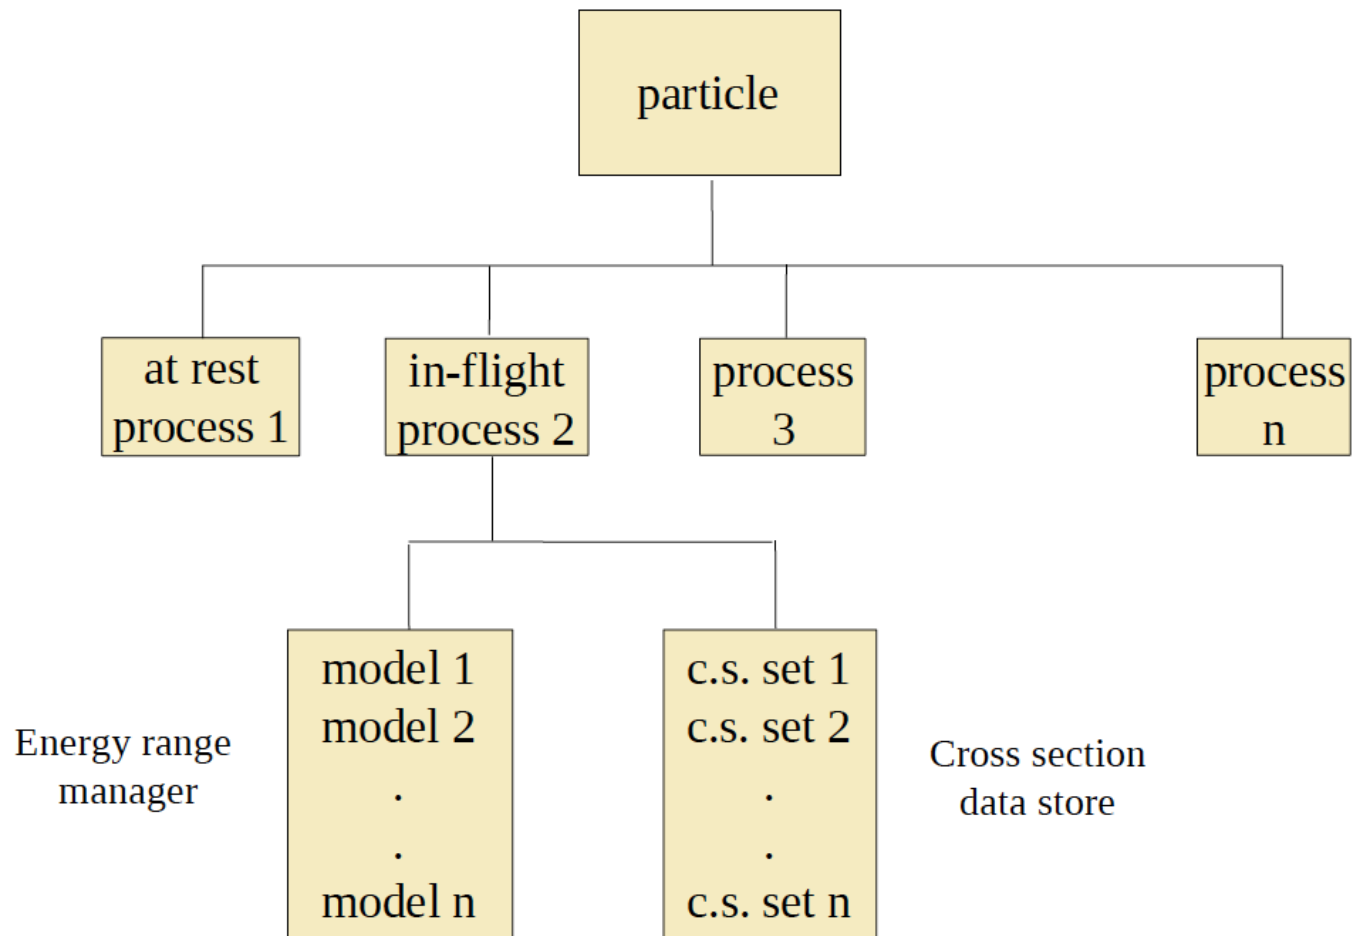 particle
at rest
process 1
in-flight
process 2
process
3
process
n
Energy range
manager
model 1
model 2
.
.
model n
c.s. set 1
c.s. set 2
.
.
c.s. set n
Cross section
data store